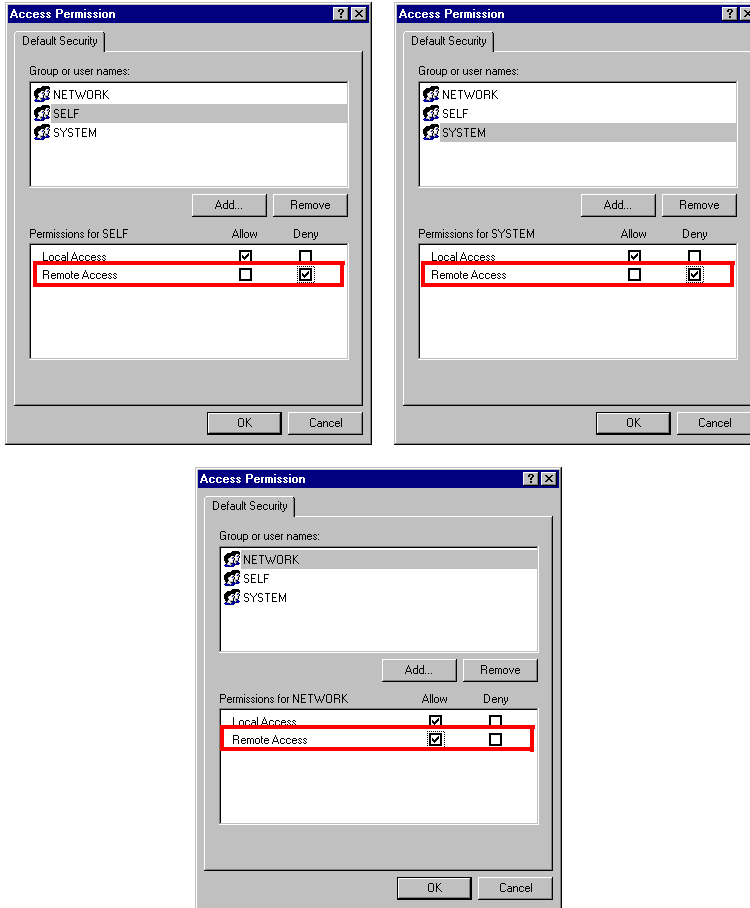 Access Permission
Default Security
Group or user names:
NETWORK
SELF
SYSTEM
Add... Remove
Permissions for SELF Allow Deny
Local Access
Remote Access
OK Cancel
Access Permission
Default Security
Group or user names:
NETWORK
SELF
SYSTEM
Add... Remove
Permissions for SYSTEM Allow Deny
Local Access
Remote Access
OK Cancel
Access Permission
Default Security
Group or user names:
NETWORK
SELF
SYSTEM
Add... Remove
Permissions for NETWORK Allow Deny
Local Access
Remote Access
OK Cancel